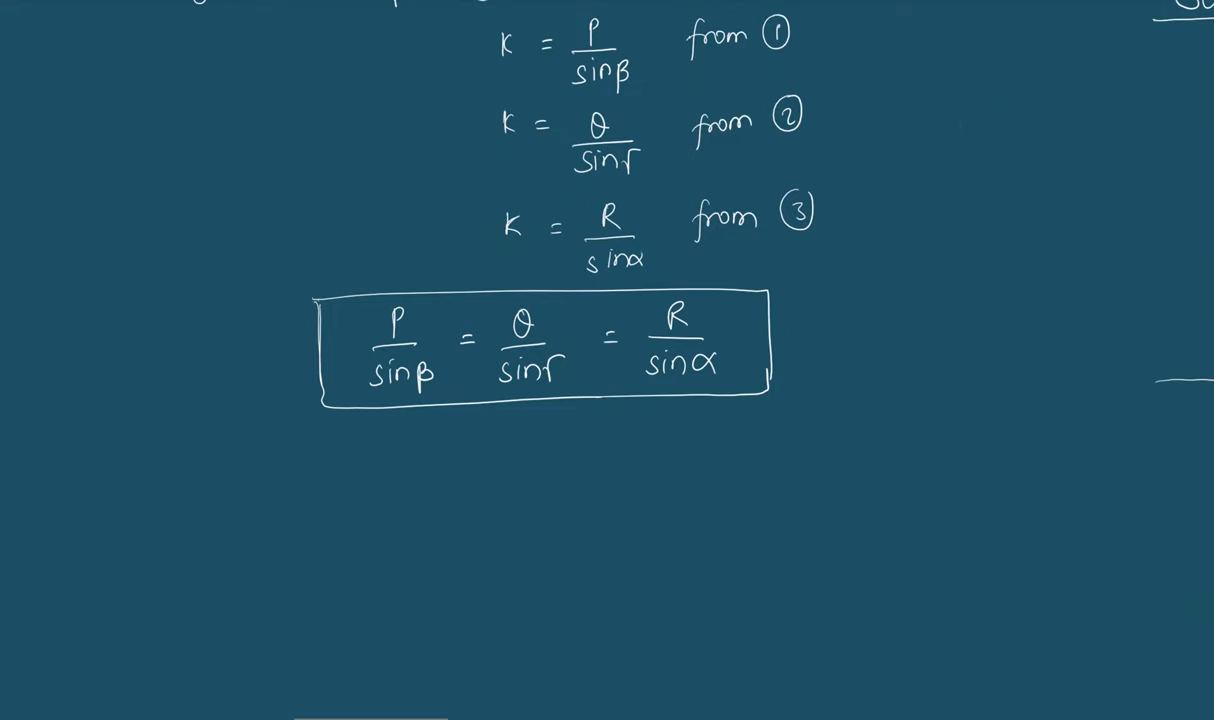 K = P / sinβ from ①
K = Q / sinγ from ②
K = R / sinα from ③
P / sinβ = Q / sinγ = R / sinα